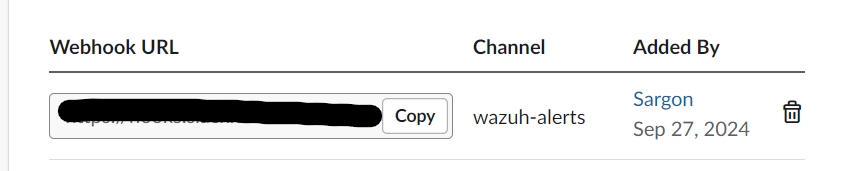 Webhook URL
Channel
Added By
Copy
wazuh-alerts
Sargon
Sep 27, 2024